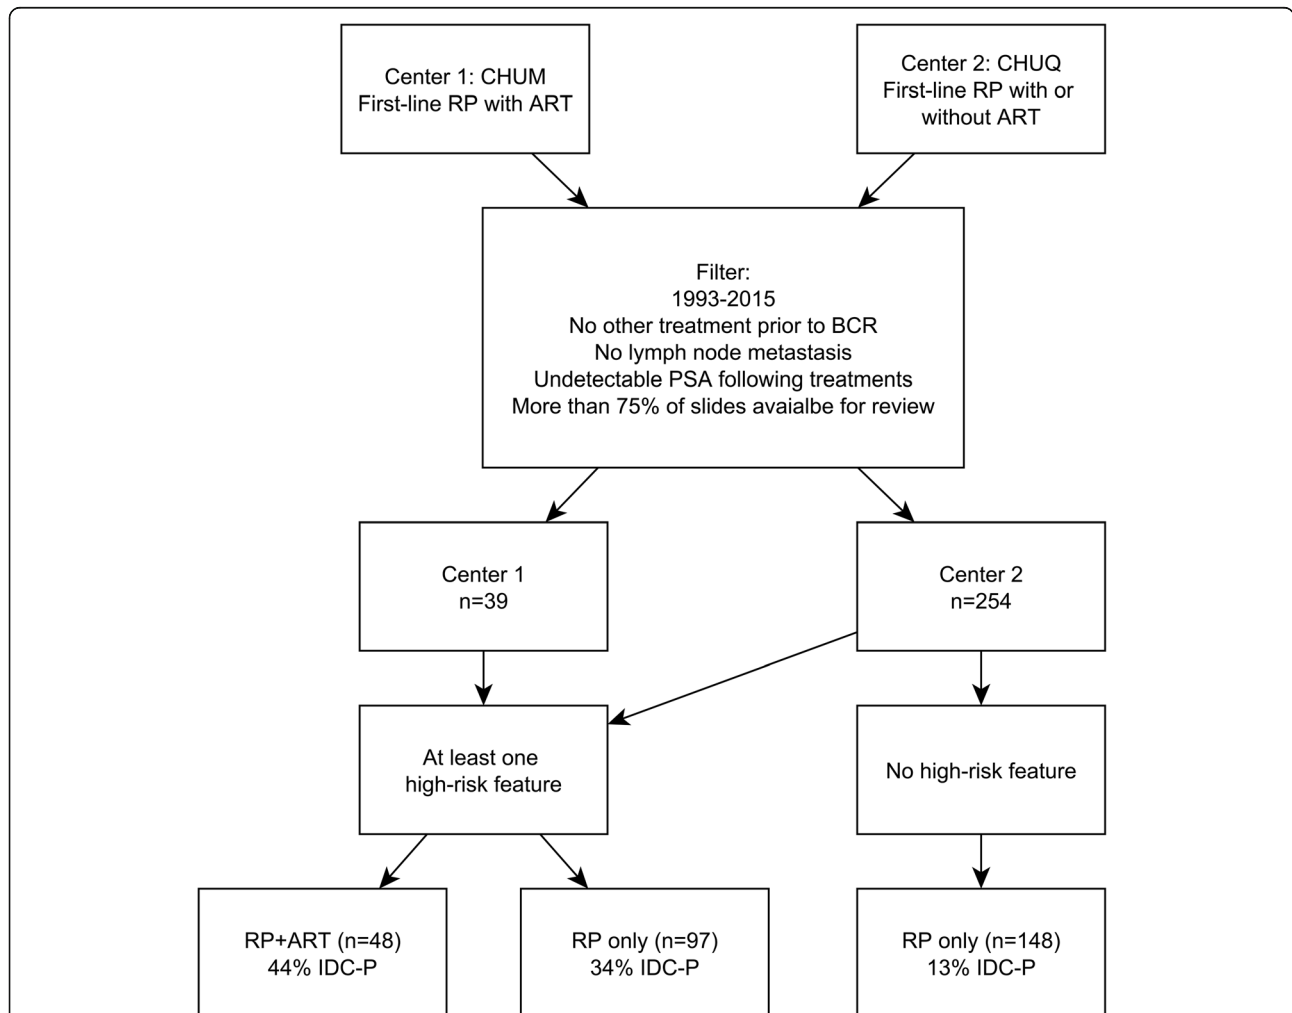 Center 1: CHUM
First-line RP with ART
Center 2: CHUQ
First-line RP with or
without ART
Filter:
1993-2015
No other treatment prior to BCR
No lymph node metastasis
Undetectable PSA following treatments
More than 75% of slides avaialbe for review
Center 1
n=39
Center 2
n=254
At least one
high-risk feature
No high-risk feature
RP+ART (n=48)
44% IDC-P
RP only (n=97)
34% IDC-P
RP only (n=148)
13% IDC-P